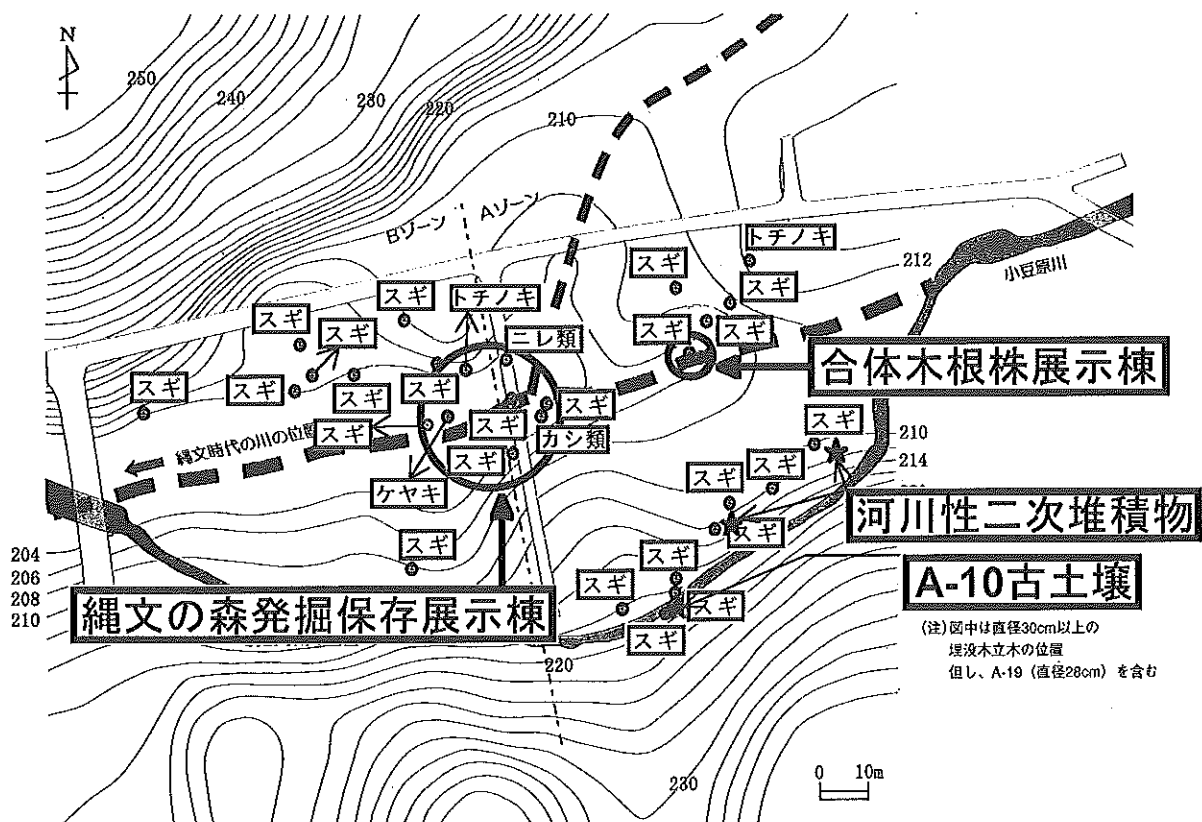 N
250
240
230
220
210
Bゾーン
Aゾーン
トチノキ
スギ
212
小豆原川
スギ
スギ
トチノキ
スギ
スギ
ニレ類
スギ
スギ
合体木根株展示棟
スギ
スギ
スギ
スギ
スギ
スギ
スギ
カシ類
スギ
210
縄文時代の川の位置
スギ
214
スギ
スギ
ケヤキ
河川性二次堆積物
スギ
204
スギ
スギ
206
A-10古土壌
208
スギ
210
縄文の森発掘保存展示棟
スギ
スギ
(注)図中は直径30cm以上の
埋没木立木の位置
但し、A-19(直径28cm)を含む
220
230
0 10m